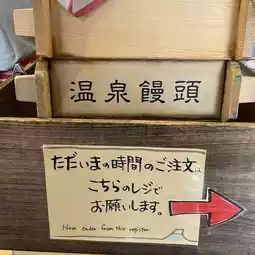 温泉饅頭
ただいまの時間のご注文は
こちらのレジで
お願いします。
Now order from this register